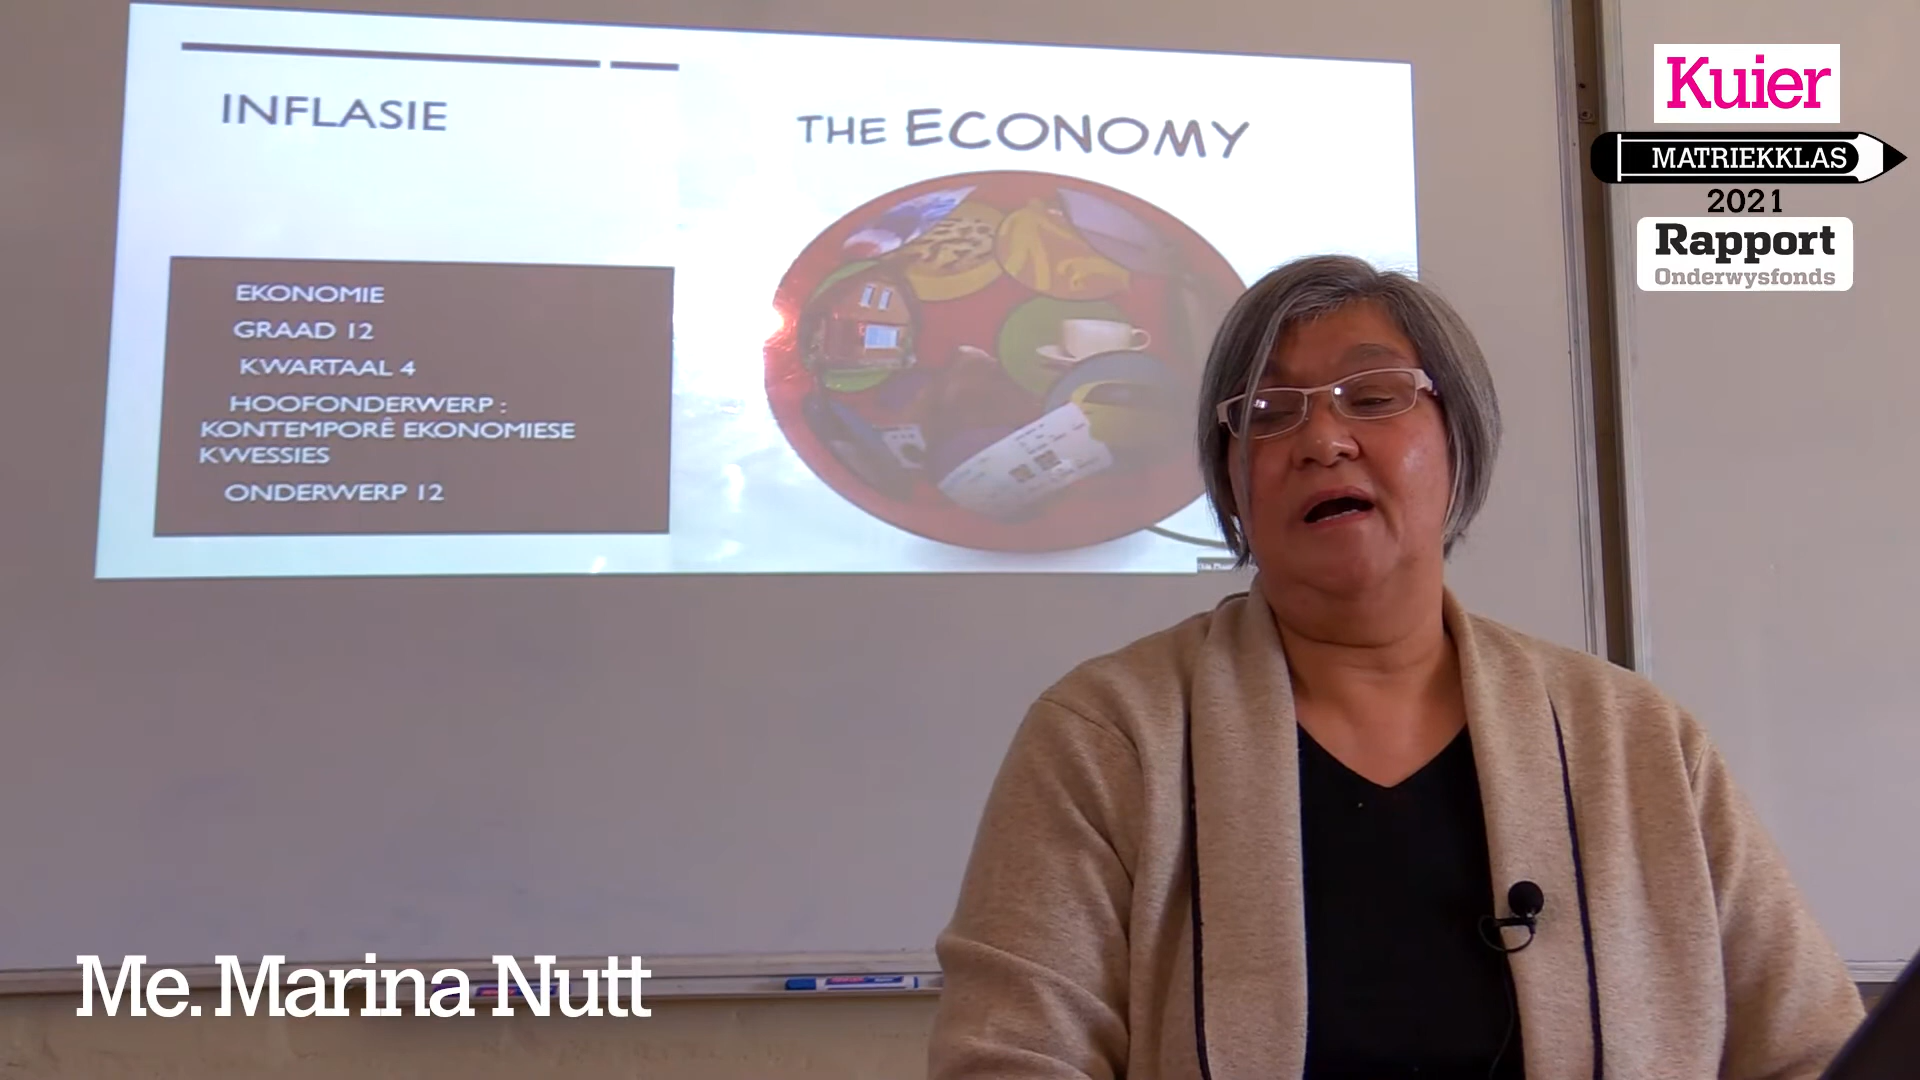 INFLASIE
THE ECONOMY
EKONOMIE
GRAAD 12
KWARTAAL 4
HOOFONDERWERP :
KONTEMPORÊ EKONOMIESE
KWESSIES
ONDERWERP 12
Kuier
MATRIEKKLAS
2021
Rapport
Onderwysfonds
Me. Marina Nutt